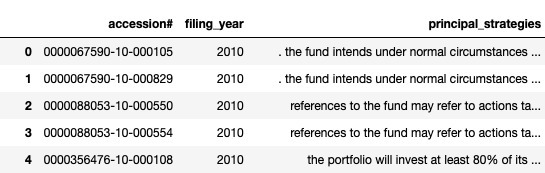 accession# filing_year principal_strategies
0 0000067590-10-000105 2010 . the fund intends under normal circumstances ...
1 0000067590-10-000829 2010 . the fund intends under normal circumstances ...
2 0000088053-10-000550 2010 references to the fund may refer to actions ta...
3 0000088053-10-000554 2010 references to the fund may refer to actions ta...
4 0000356476-10-000108 2010 the portfolio will invest at least 80% of its ...